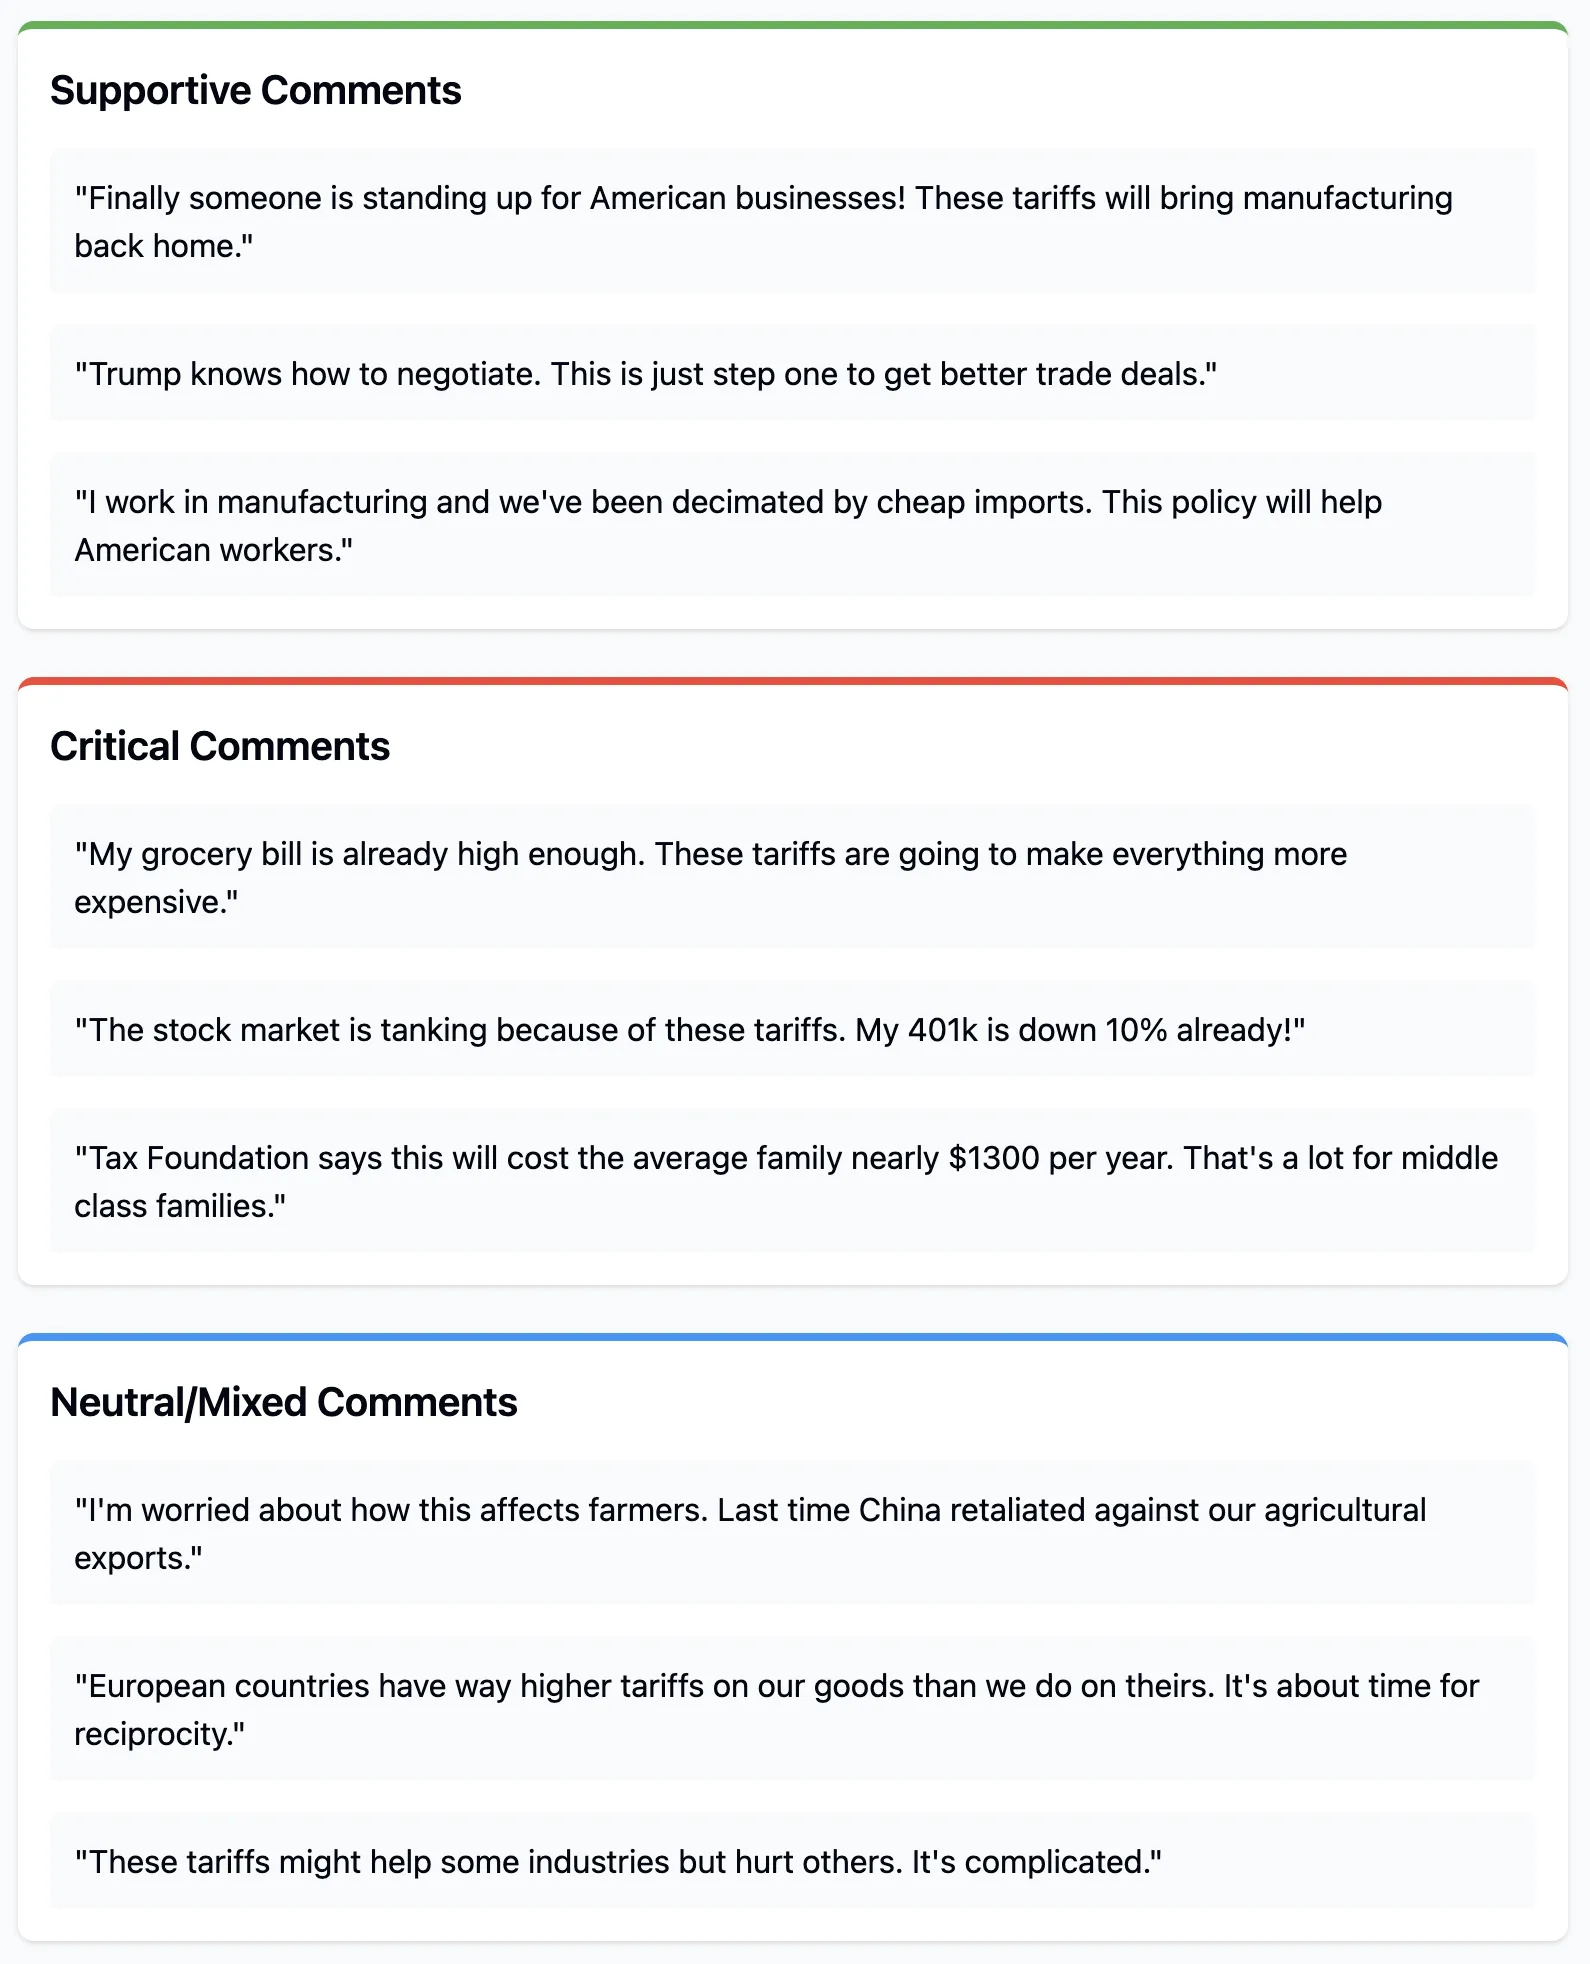 Supportive Comments
"Finally someone is standing up for American businesses! These tariffs will bring manufacturing
back home."
"Trump knows how to negotiate. This is just step one to get better trade deals."
"I work in manufacturing and we've been decimated by cheap imports. This policy will help
American workers."
Critical Comments
"My grocery bill is already high enough. These tariffs are going to make everything more
expensive."
"The stock market is tanking because of these tariffs. My 401k is down 10% already!"
"Tax Foundation says this will cost the average family nearly $1300 per year. That's a lot for middle
class families."
Neutral/Mixed Comments
"I'm worried about how this affects farmers. Last time China retaliated against our agricultural
exports."
"European countries have way higher tariffs on our goods than we do on theirs. It's about time for
reciprocity."
"These tariffs might help some industries but hurt others. It's complicated."